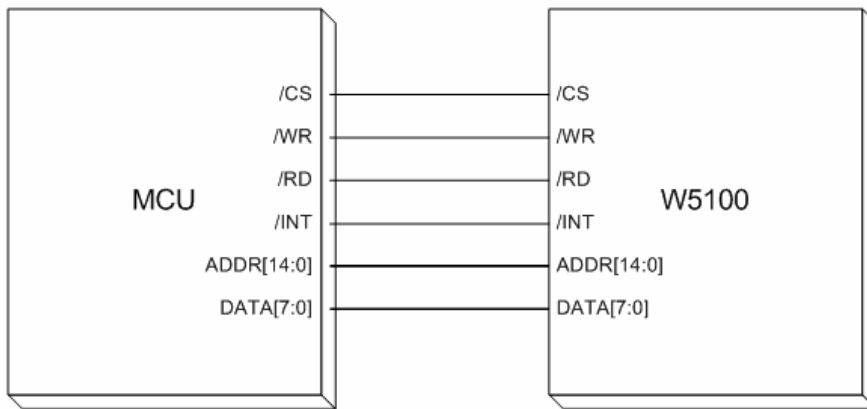 /CS
/WR
/RD
/INT
ADDR[14:0]
DATA[7:0]
MCU
/CS
/WR
/RD
/INT
ADDR[14:0]
DATA[7:0]
W5100